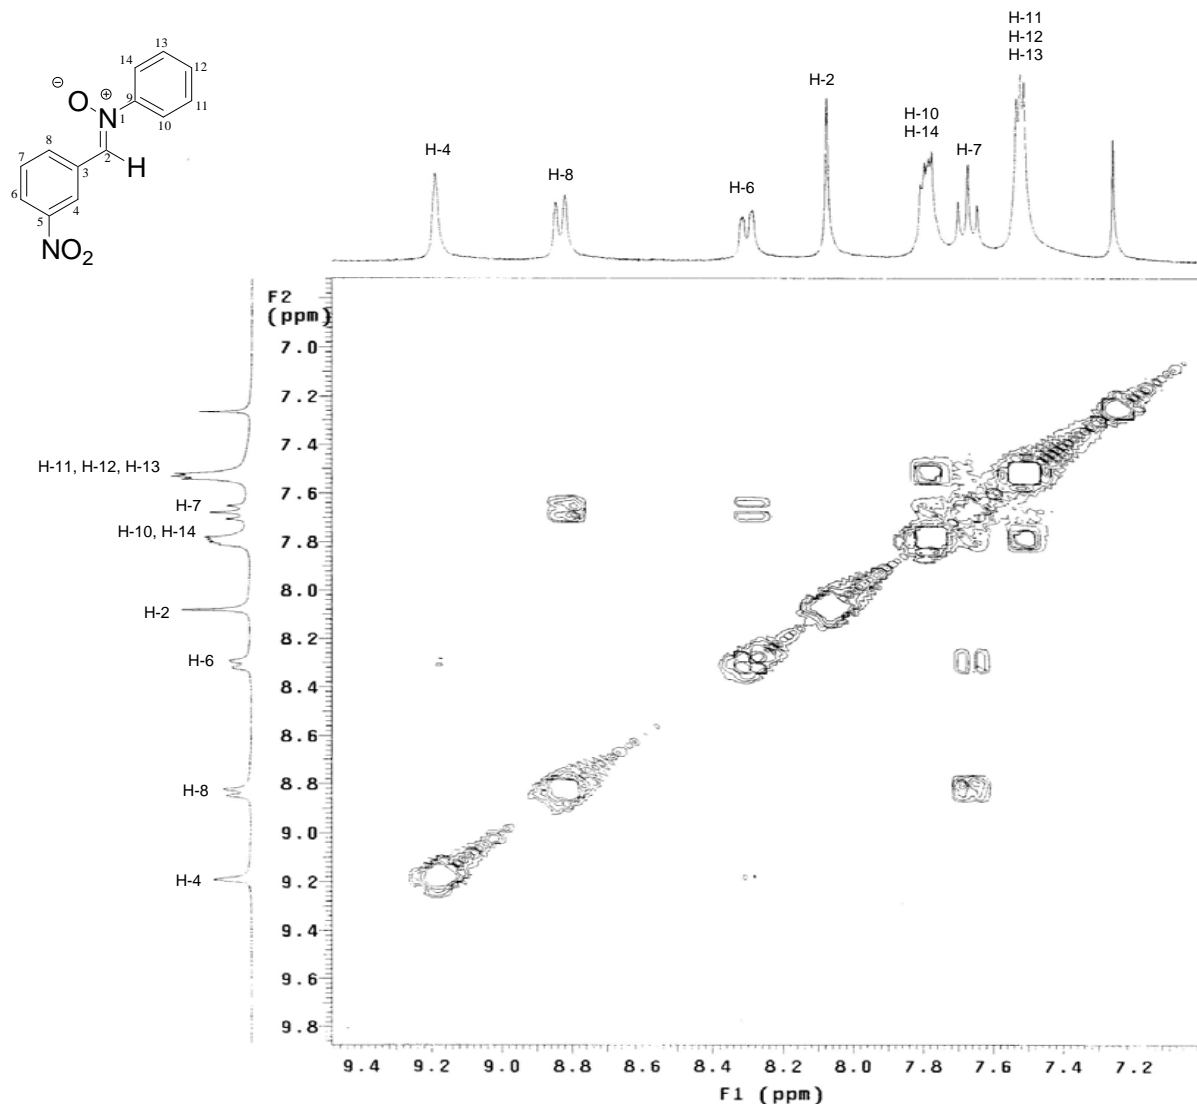 H-11
H-12
H-13
13
14
12
⊖
⊕
O
N
1
9
11
10
H-2
H-10
H-14
8
2
H
H-4
H-8
H-6
H-7
7
3
6
4
5
NO2
F2
(ppm)
7.0
7.2
7.4
H-11, H-12, H-13
7.6
H-7
H-10, H-14
7.8
8.0
H-2
8.2
H-6
8.4
8.6
H-8
8.8
9.0
H-4
9.2
9.4
9.6
9.8
9.4 9.2 9.0 8.8 8.6 8.4 8.2 8.0 7.8 7.6 7.4 7.2
F1 (ppm)